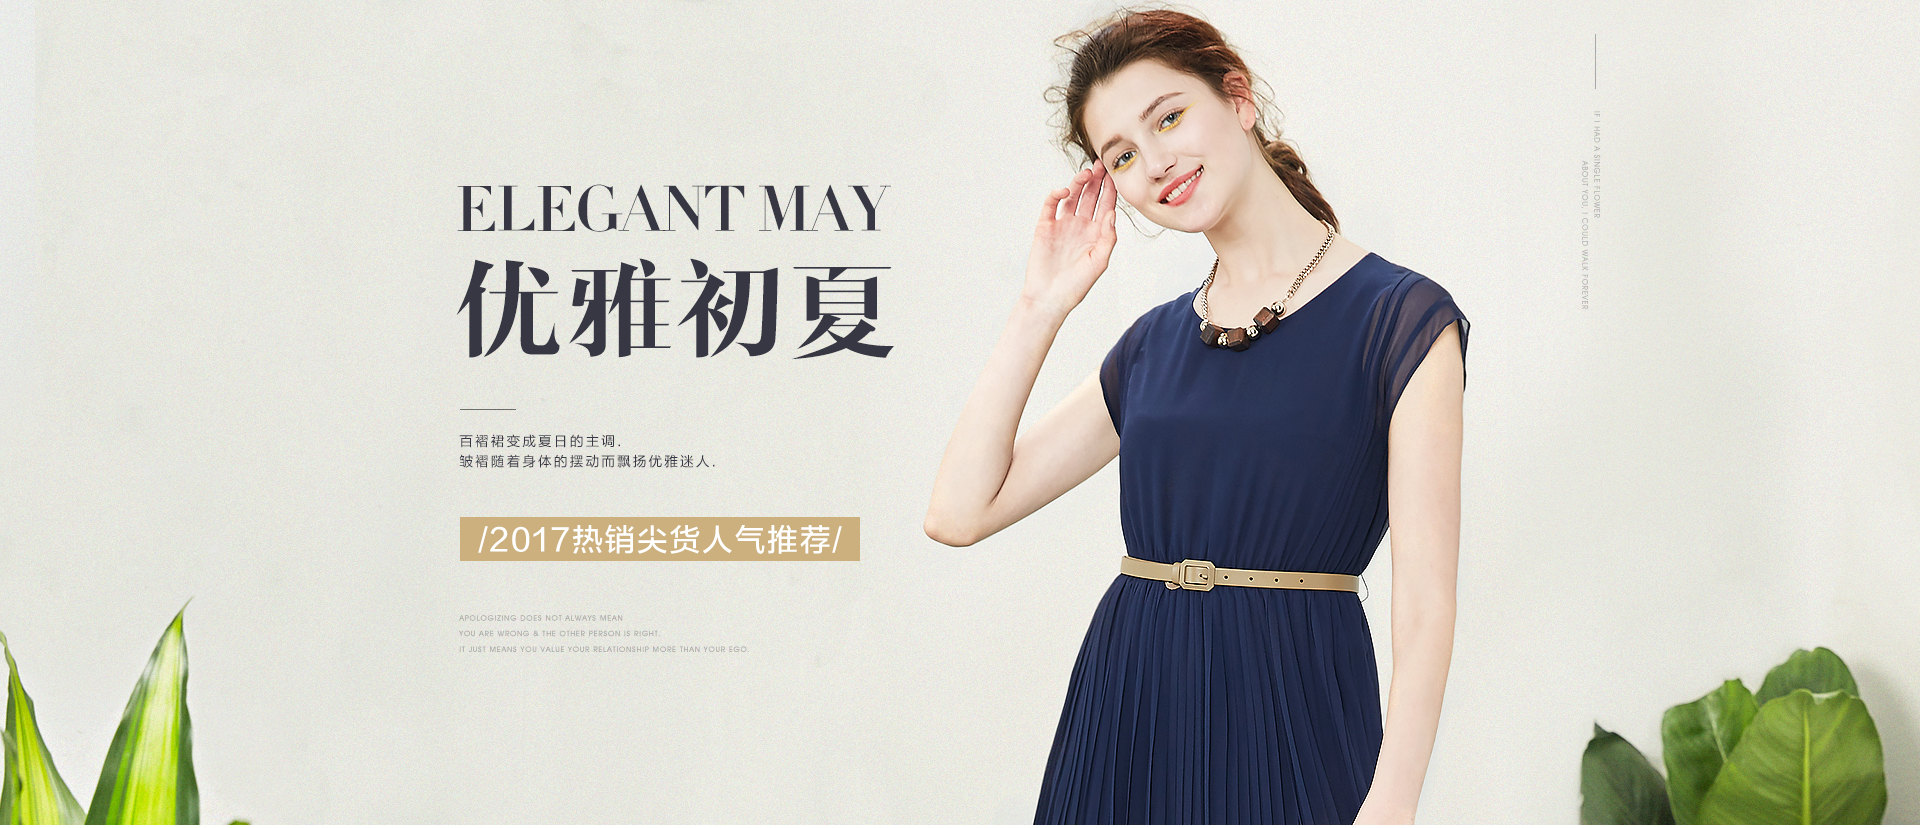 ELEGANT MAY
优雅初夏
百褶裙变成夏日的主调.
皱褶随着身体的摆动而飘扬优雅迷人.
/2017热销尖货人气推荐/
APOLOGIZING DOES NOT ALWAYS MEAN
YOU ARE WRONG & THE OTHER PERSON IS RIGHT.
IT JUST MEANS YOU VALUE YOUR RELATIONSHIP MORE THAN YOUR EGO.
IF I HAD A SINGLE FLOWER
ABOUT YOU, I COULD WALK FOREVER